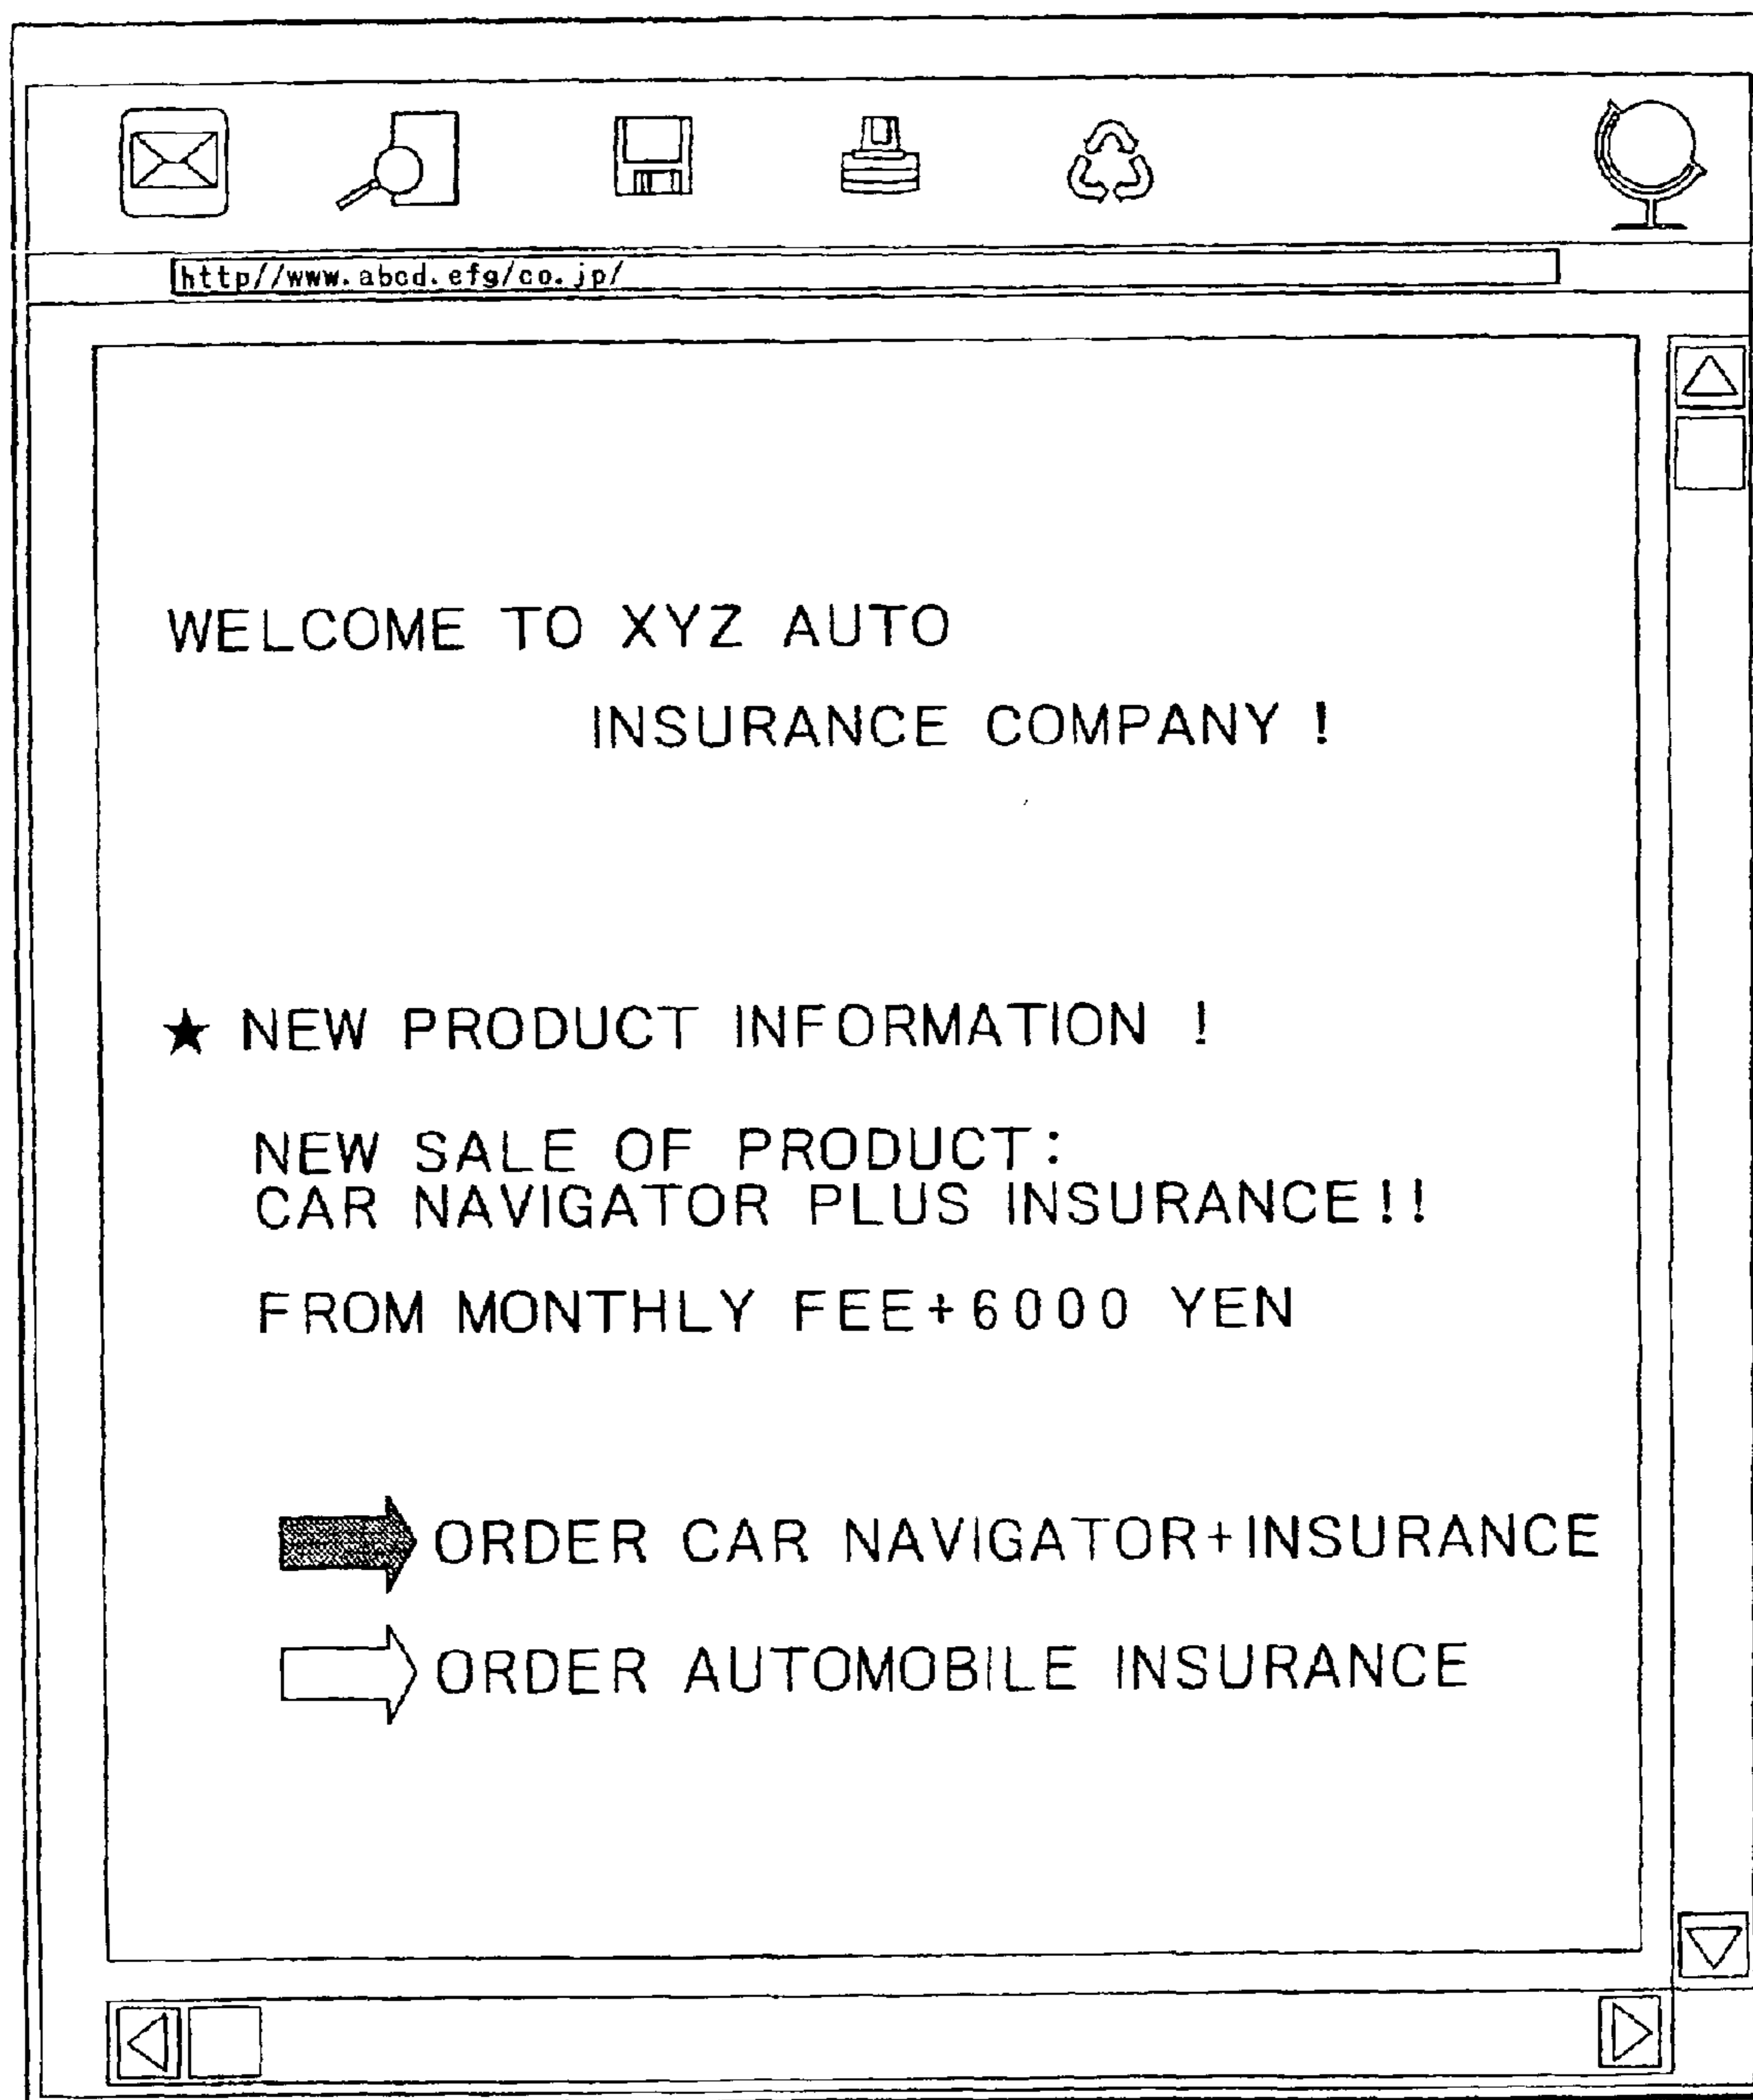 http//www.abcd.efg/co.jp/
WELCOME TO XYZ AUTO
INSURANCE COMPANY !
★ NEW PRODUCT INFORMATION !
NEW SALE OF PRODUCT:
CAR NAVIGATOR PLUS INSURANCE!!
FROM MONTHLY FEE+6000 YEN
ORDER CAR NAVIGATOR+INSURANCE
ORDER AUTOMOBILE INSURANCE